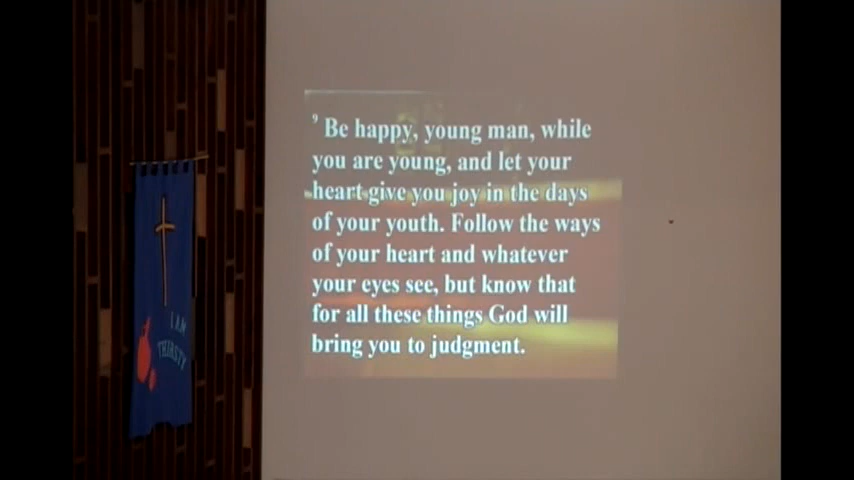 9 Be happy, young man, while
you are young, and let your
heart give you joy in the days
of your youth. Follow the ways
of your heart and whatever
your eyes see, but know that
for all these things God will
bring you to judgment.
I AM
THIRSTY